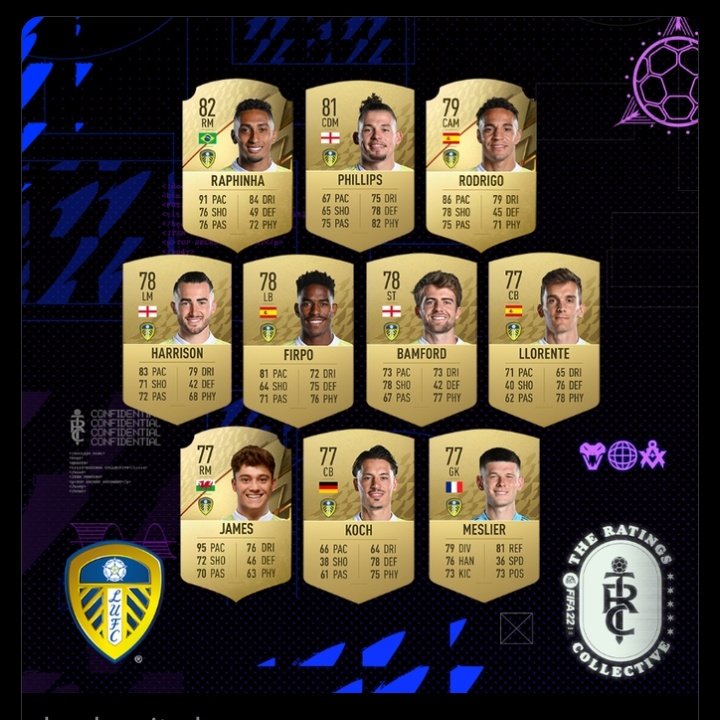 82
RM
RAPHINHA
91 PAC 84 DRI
76 SHO 49 DEF
76 PAS 72 PHY
81
CDM
PHILLIPS
67 PAC 75 DRI
65 SHO 78 DEF
75 PAS 82 PHY
79
CAM
RODRIGO
86 PAC 79 DRI
78 SHO 45 DEF
75 PAS 71 PHY
78
LM
HARRISON
83 PAC 79 DRI
71 SHO 42 DEF
72 PAS 68 PHY
78
LB
FIRPO
81 PAC 72 DRI
64 SHO 75 DEF
71 PAS 76 PHY
78
ST
BAMFORD
73 PAC 73 DRI
78 SHO 42 DEF
67 PAS 77 PHY
77
CB
LLORENTE
71 PAC 65 DRI
40 SHO 76 DEF
62 PAS 78 PHY
CONFIDENTIAL
CONFIDENTIAL
CONFIDENTIAL
CONFIDENTIAL
77
RM
JAMES
95 PAC 76 DRI
72 SHO 46 DEF
70 PAS 63 PHY
77
CB
KOCH
66 PAC 64 DRI
38 SHO 78 DEF
61 PAS 75 PHY
77
GK
MESLIER
79 DIV 81 REF
76 HAN 36 SPD
73 KIC 73 POS
LUFC
®
THE RATINGS
COLLECTIVE
EA SPORTS FIFA 22
TRC